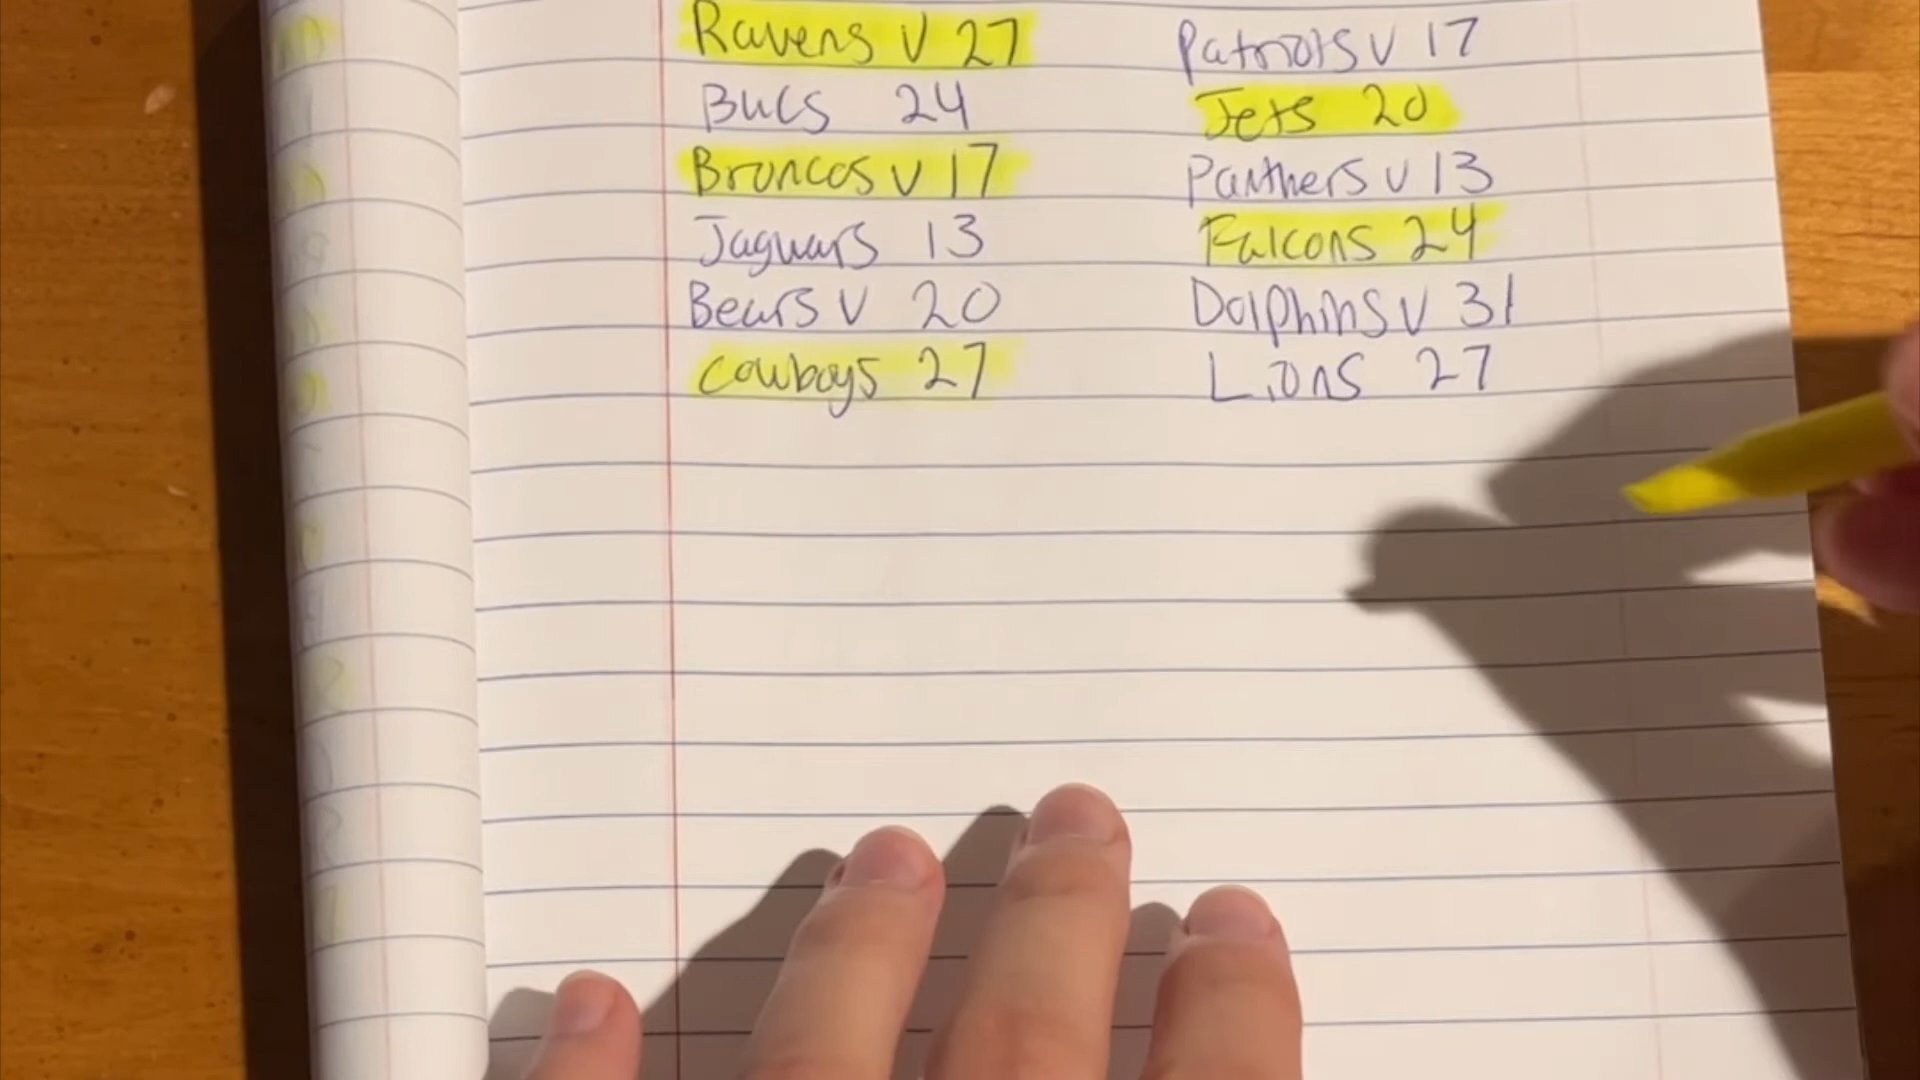 Ravens v 27
Bucs 24
Broncos v 17
Jaguars 13
Bears v 20
Cowboys 27
Patriots v 17
Jets 20
Panthers v 13
Falcons 24
Dolphins v 31
Lions 27